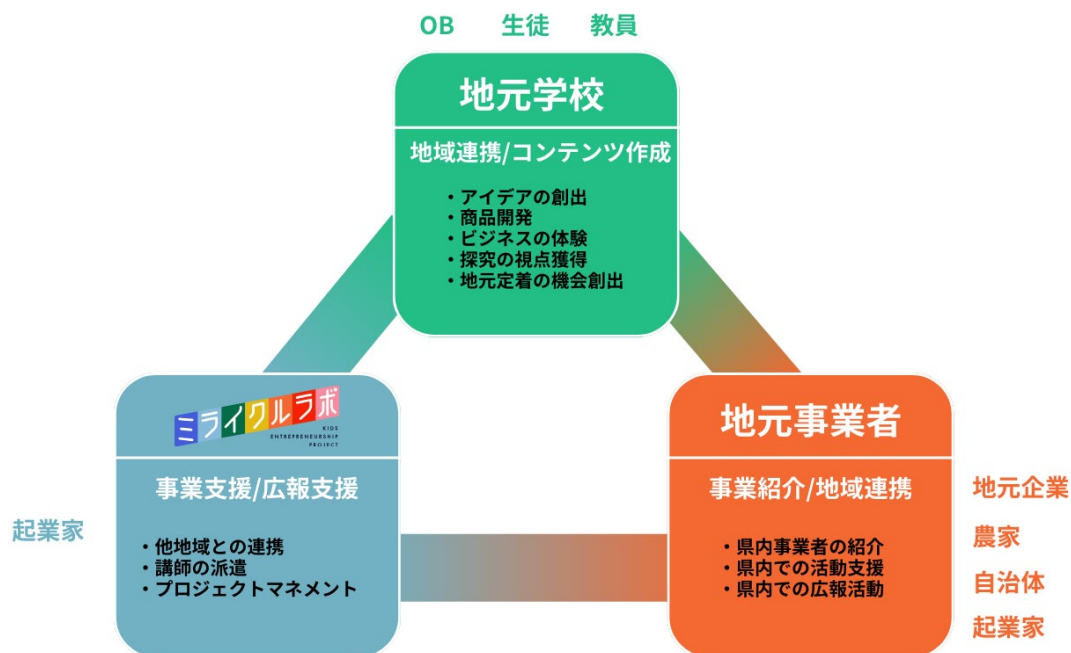 OB 生徒 教員
地元学校
地域連携/コンテンツ作成
・アイデアの創出
・商品開発
・ビジネスの体験
・探究の視点獲得
・地元定着の機会創出
ミライクルラボ
KIDS
ENTREPRENEURSHIP
PROJECT
事業支援/広報支援
・他地域との連携
・講師の派遣
・プロジェクトマネメント
起業家
地元事業者
事業紹介/地域連携
・県内事業者の紹介
・県内での活動支援
・県内での広報活動
地元企業
農家
自治体
起業家